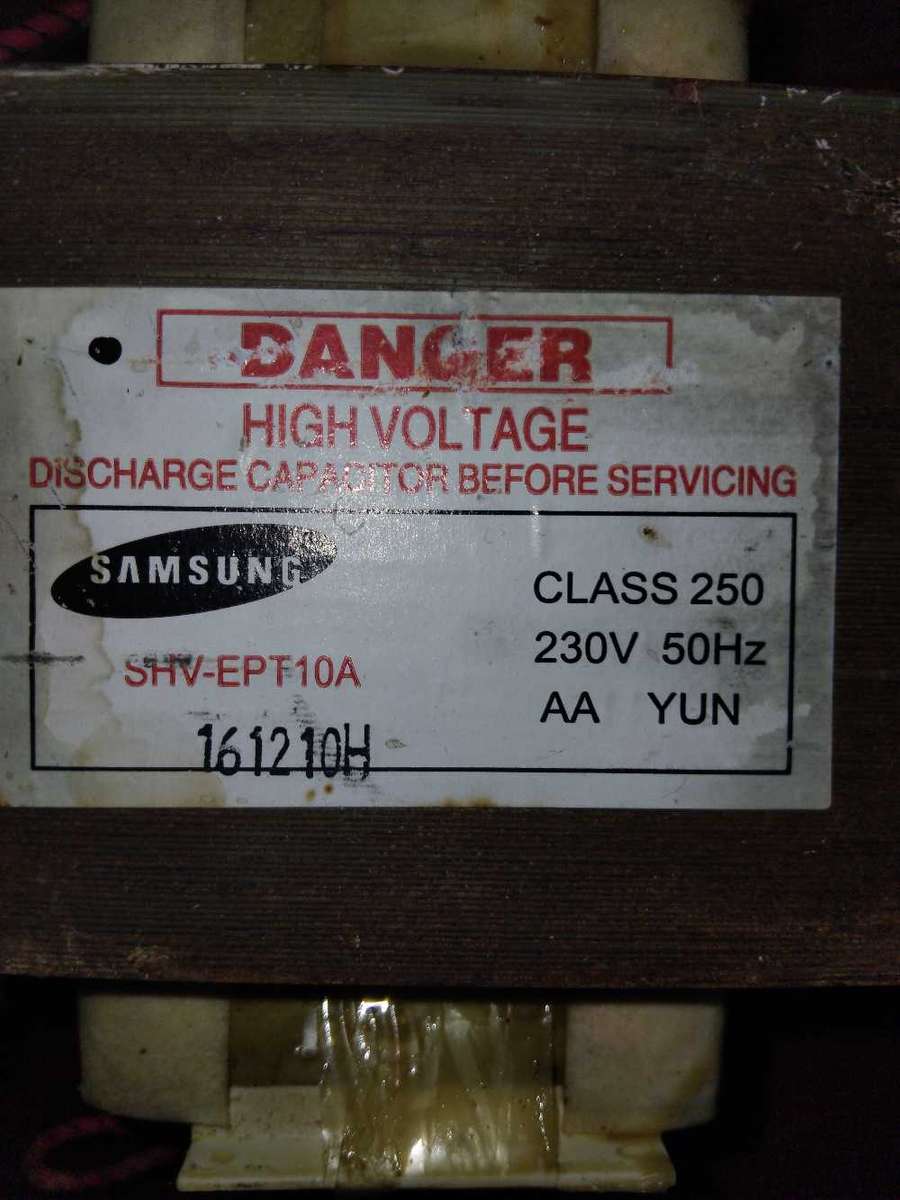 DANGER
HIGH VOLTAGE
DISCHARGE CAPACITOR BEFORE SERVICING
SAMSUNG
CLASS 250
230V 50Hz
SHV-EPT10A
AA YUN
161210H